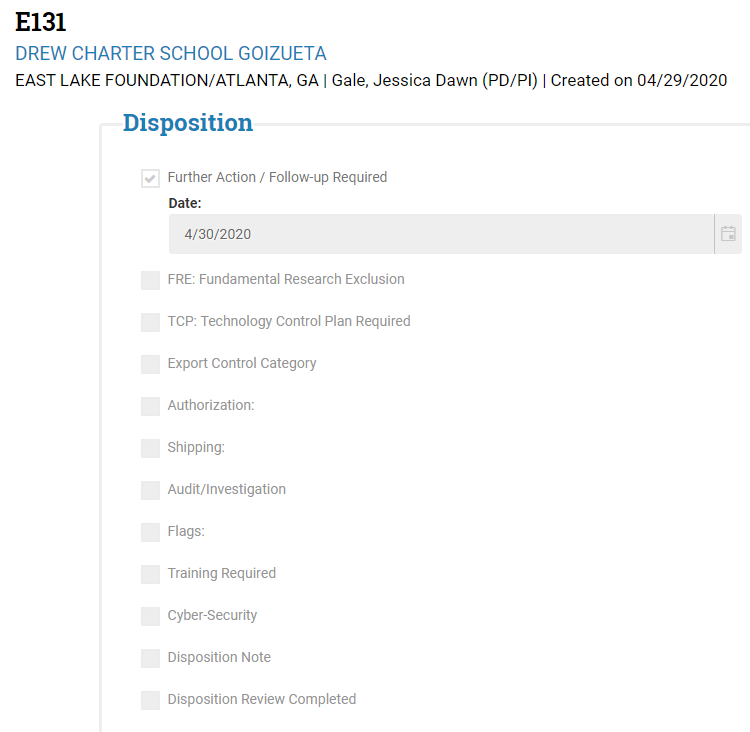 E131
DREW CHARTER SCHOOL GOIZUETA
EAST LAKE FOUNDATION/ATLANTA, GA | Gale, Jessica Dawn (PD/PI) | Created on 04/29/2020
Disposition
Further Action / Follow-up Required
Date:
4/30/2020
FRE: Fundamental Research Exclusion
TCP: Technology Control Plan Required
Export Control Category
Authorization:
Shipping:
Audit/Investigation
Flags:
Training Required
Cyber-Security
Disposition Note
Disposition Review Completed